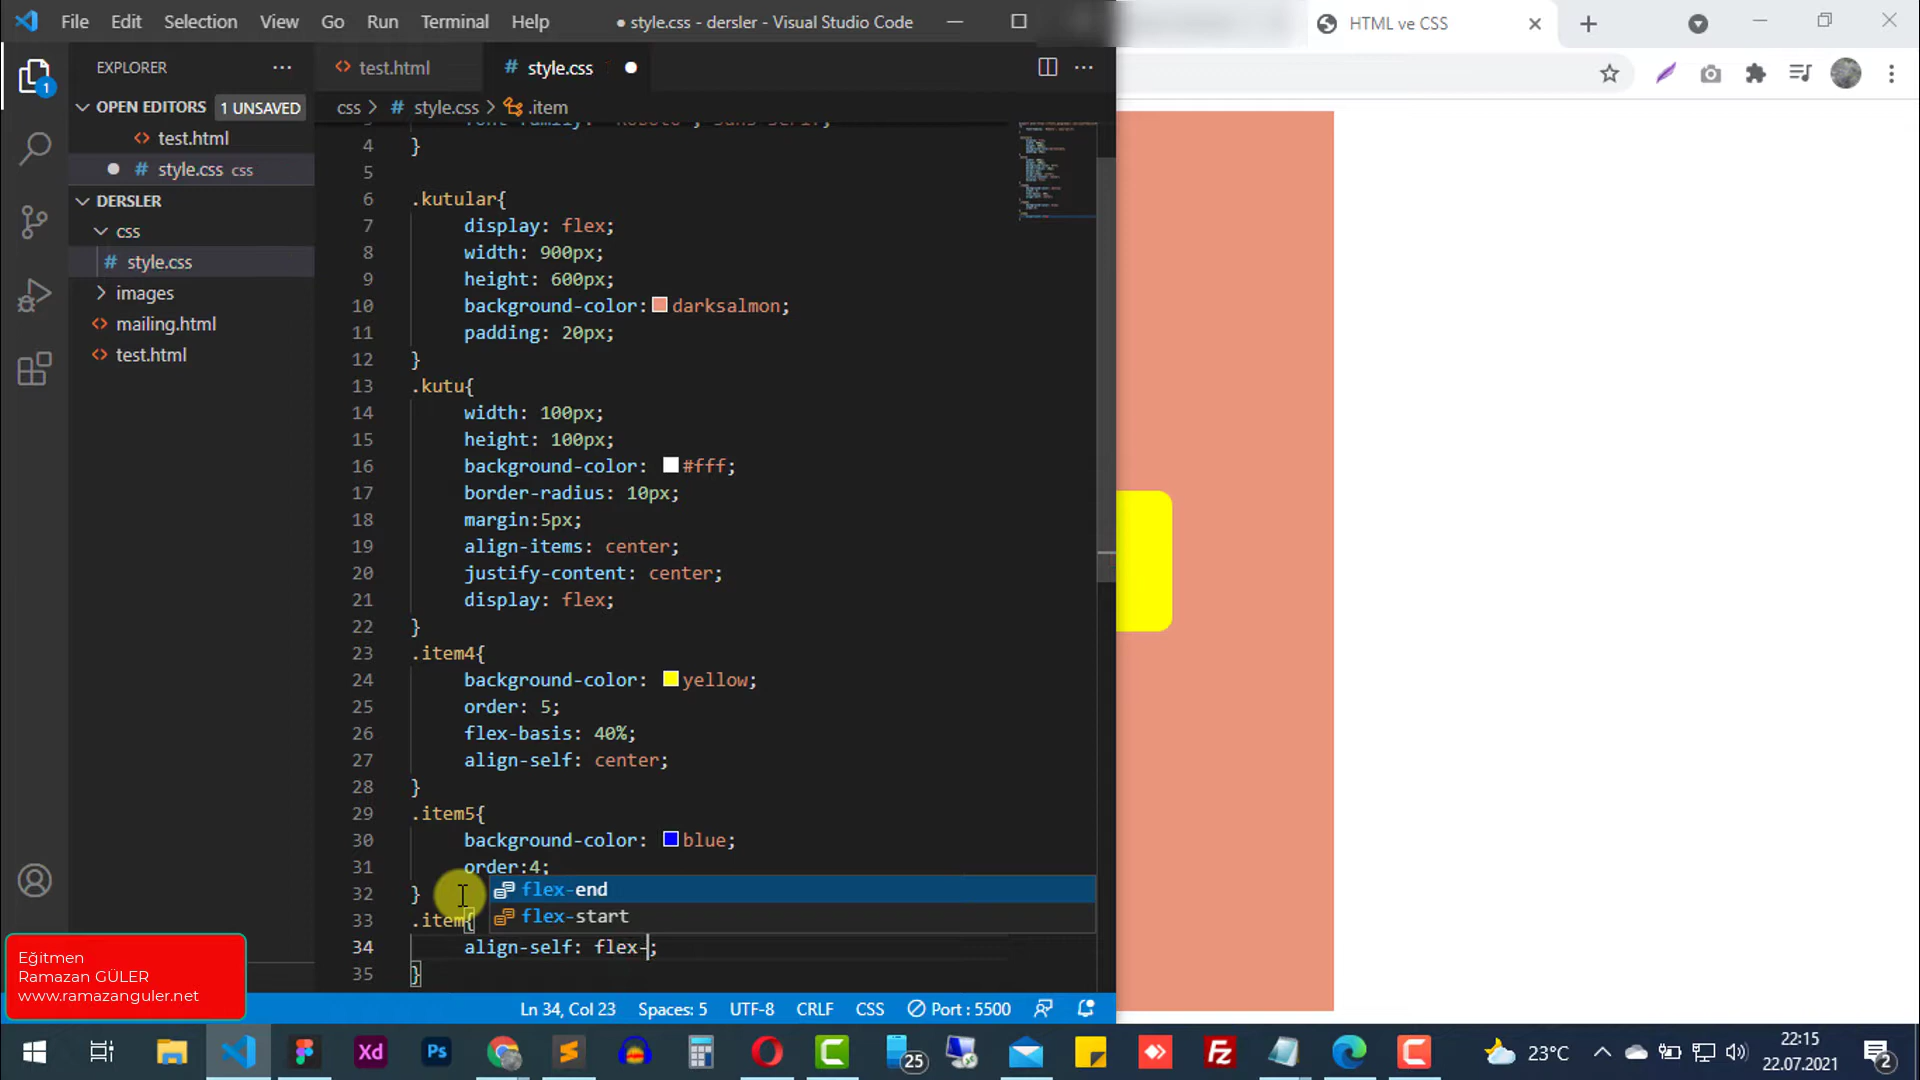 File Edit Selection View Go Run Terminal Help
● style.css - dersler - Visual Studio Code
HTML ve CSS
EXPLORER
OPEN EDITORS 1 UNSAVED
test.html
style.css css
DERSLER
css
style.css
images
mailing.html
test.html
1
test.html
# style.css
css > # style.css > .item
4 }
5
6 .kutular{
7 display: flex;
8 width: 900px;
9 height: 600px;
10 background-color: darksalmon;
11 padding: 20px;
12 }
13 .kutu{
14 width: 100px;
15 height: 100px;
16 background-color: #fff;
17 border-radius: 10px;
18 margin:5px;
19 align-items: center;
20 justify-content: center;
21 display: flex;
22 }
23 .item4{
24 background-color: yellow;
25 order: 5;
26 flex-basis: 40%;
27 align-self: center;
28 }
29 .item5{
30 background-color: blue;
31 order:4;
32 }
33 .item{
34 align-self: flex-;
35 }
flex-end
flex-start
Eğitmen
Ramazan GÜLER
www.ramazanguler.net
Ln 34, Col 23 Spaces: 5 UTF-8 CRLF CSS Port : 5500
Xd Ps 25 Fz
23°C
22:15
22.07.2021
2